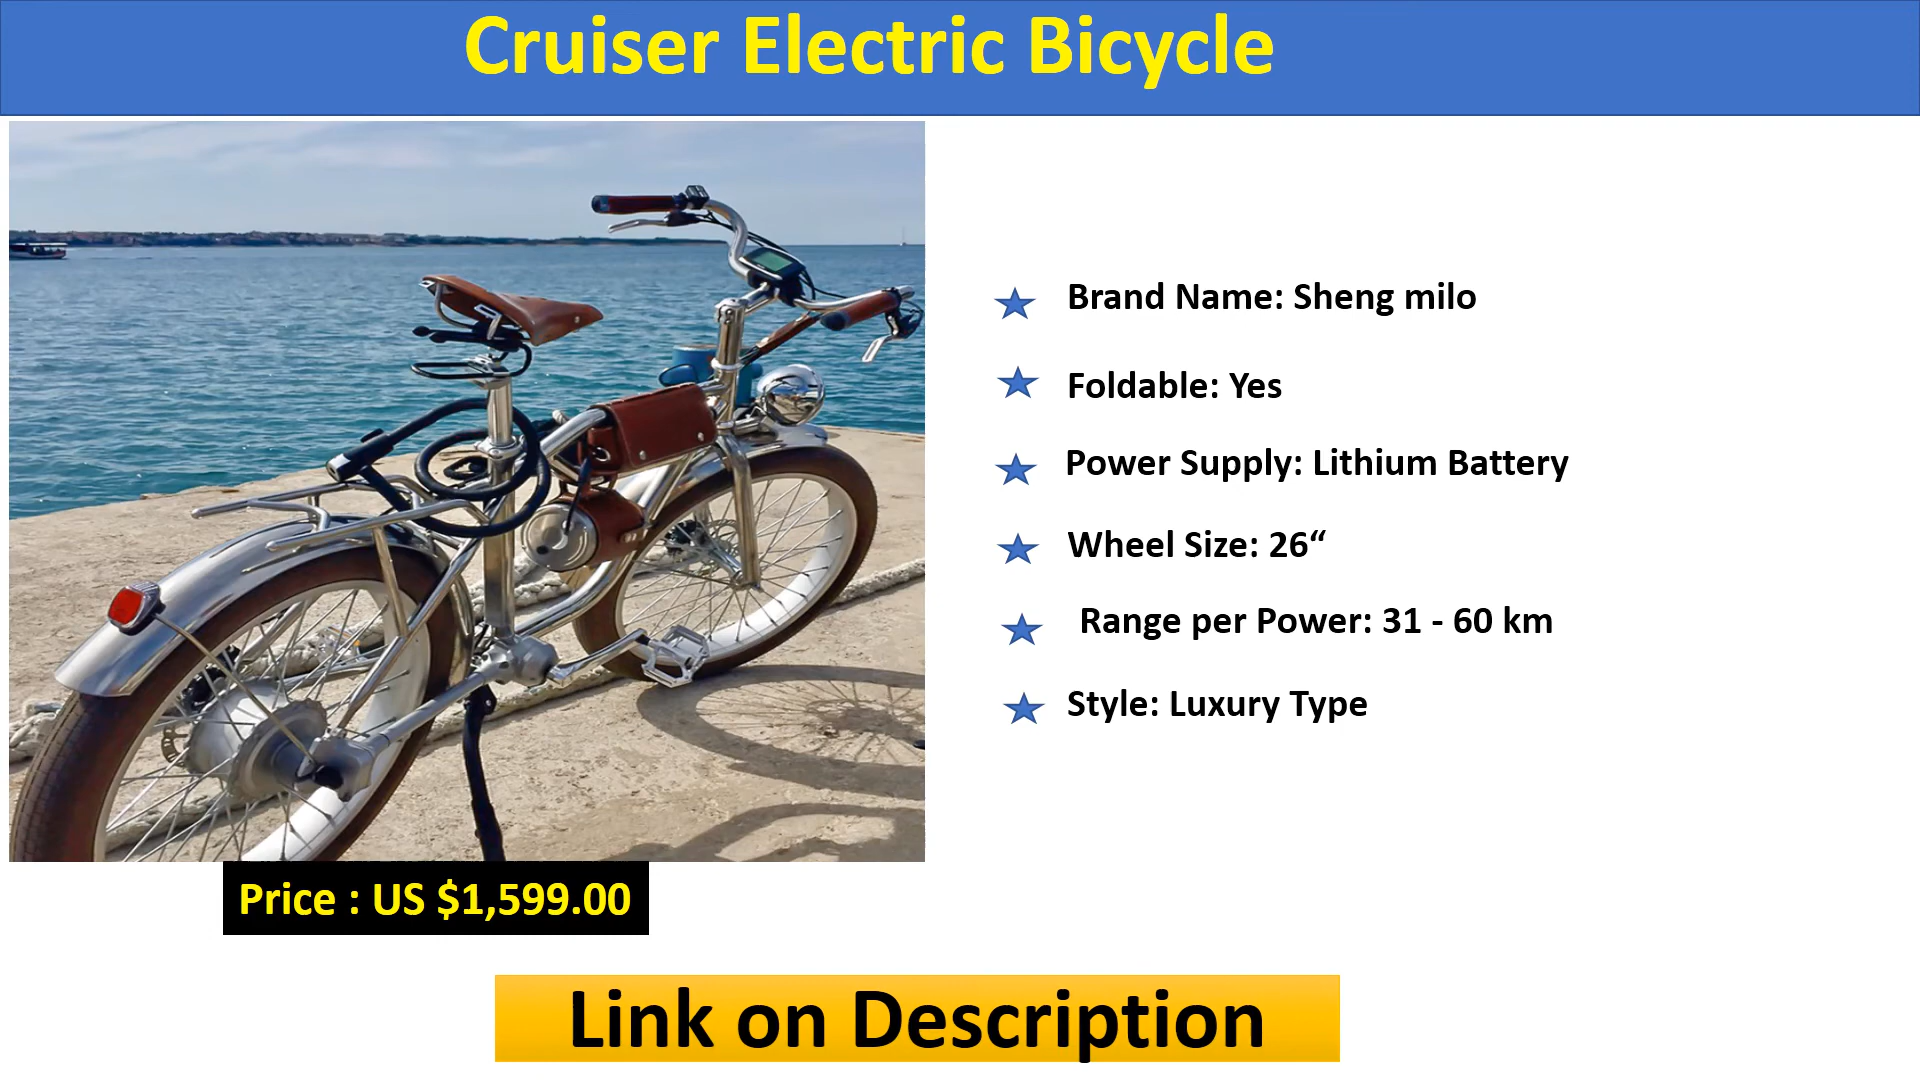 Cruiser Electric Bicycle
Brand Name: Sheng milo
Foldable: Yes
Power Supply: Lithium Battery
Wheel Size: 26“
Range per Power: 31 - 60 km
Style: Luxury Type
Price : US $1,599.00
Link on Description